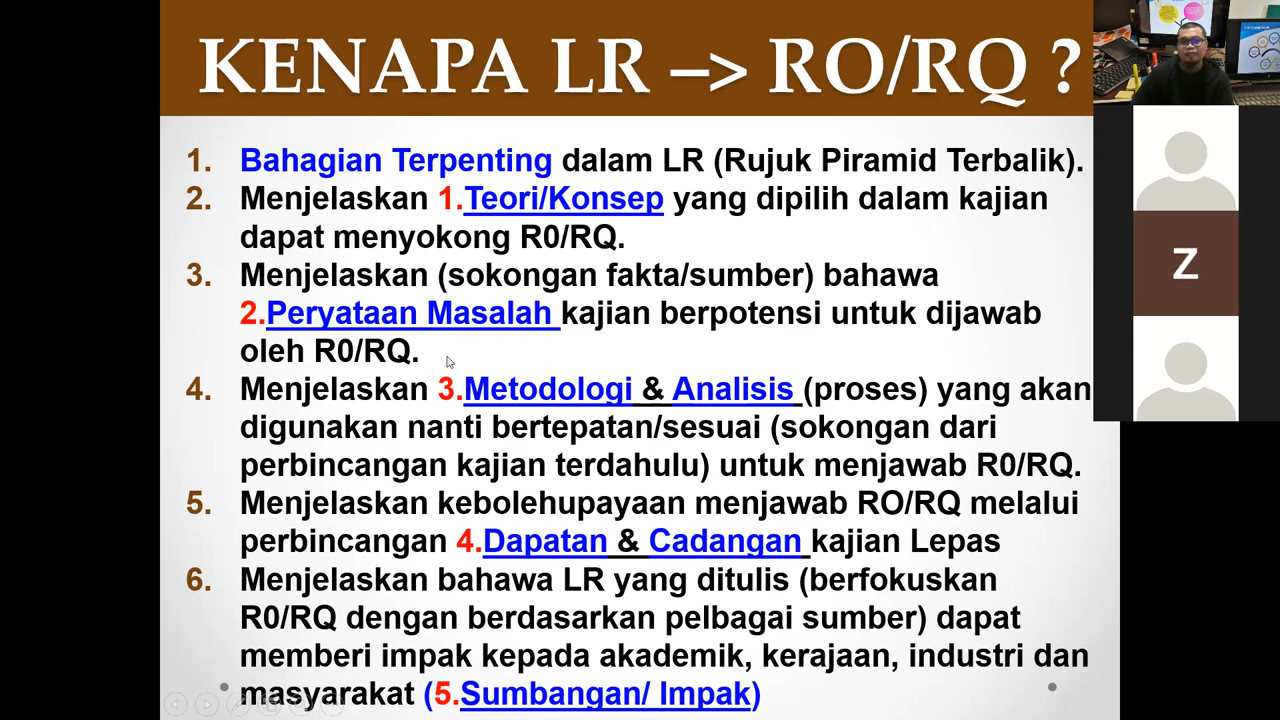 KENAPA LR –> RO/RQ ?
1. Bahagian Terpenting dalam LR (Rujuk Piramid Terbalik).
2. Menjelaskan 1.Teori/Konsep yang dipilih dalam kajian
dapat menyokong R0/RQ.
3. Menjelaskan (sokongan fakta/sumber) bahawa
2.Peryataan Masalah kajian berpotensi untuk dijawab
oleh R0/RQ.
4. Menjelaskan 3.Metodologi & Analisis (proses) yang akan
digunakan nanti bertepatan/sesuai (sokongan dari
perbincangan kajian terdahulu) untuk menjawab R0/RQ.
5. Menjelaskan kebolehupayaan menjawab RO/RQ melalui
perbincangan 4.Dapatan & Cadangan kajian Lepas
6. Menjelaskan bahawa LR yang ditulis (berfokuskan
R0/RQ dengan berdasarkan pelbagai sumber) dapat
memberi impak kepada akademik, kerajaan, industri dan
masyarakat (5.Sumbangan/ Impak)
Z